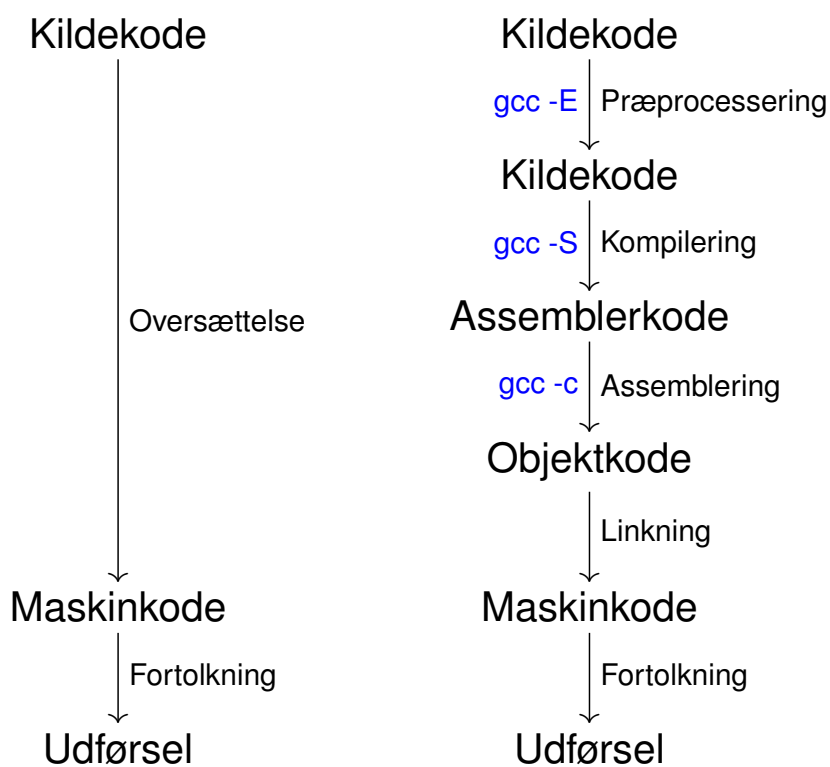 Kildekode
Oversættelse
Maskinkode
Fortolkning
Udførsel
Kildekode
gcc -E Præprocessering
Kildekode
gcc -S Kompilering
Assemblerkode
gcc -c Assemblering
Objektkode
Linkning
Maskinkode
Fortolkning
Udførsel